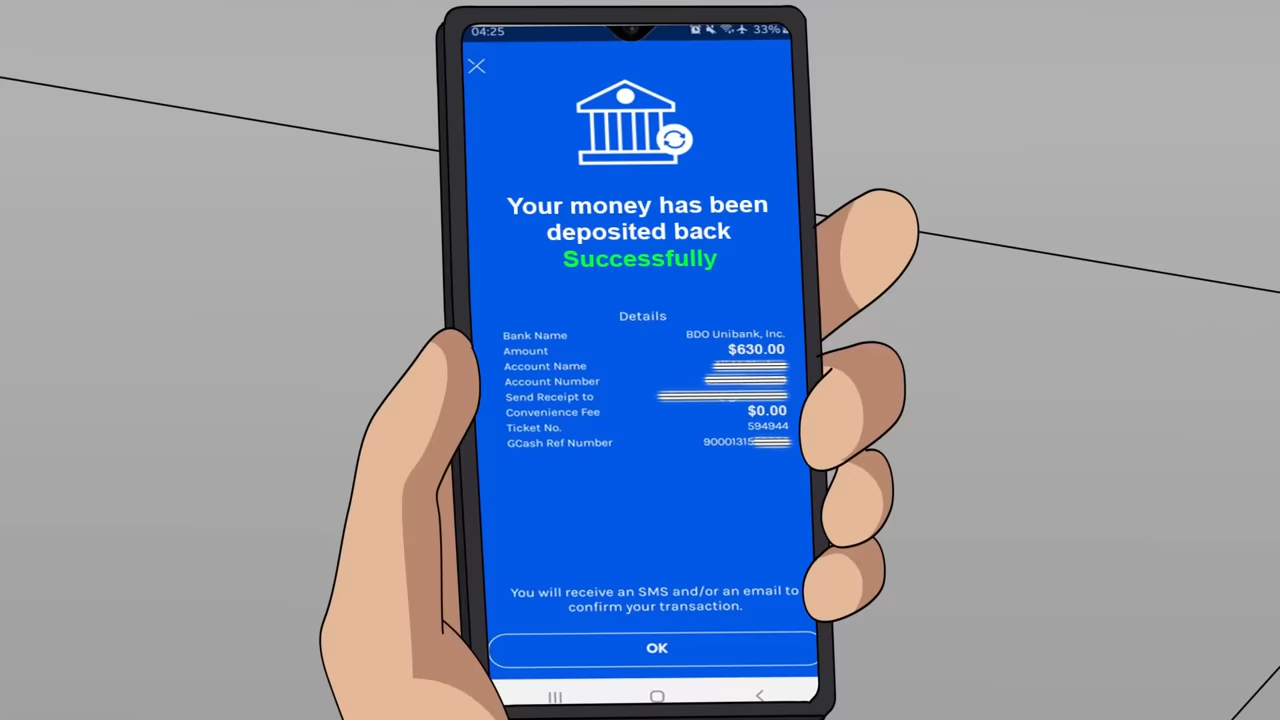 04:25
33%
Your money has been
deposited back
Successfully
Details
Bank Name BDO Unibank, Inc.
Amount $630.00
Account Name
Account Number
Send Receipt to
Convenience Fee $0.00
Ticket No. 594944
GCash Ref Number 90001315
You will receive an SMS and/or an email to
confirm your transaction.
OK